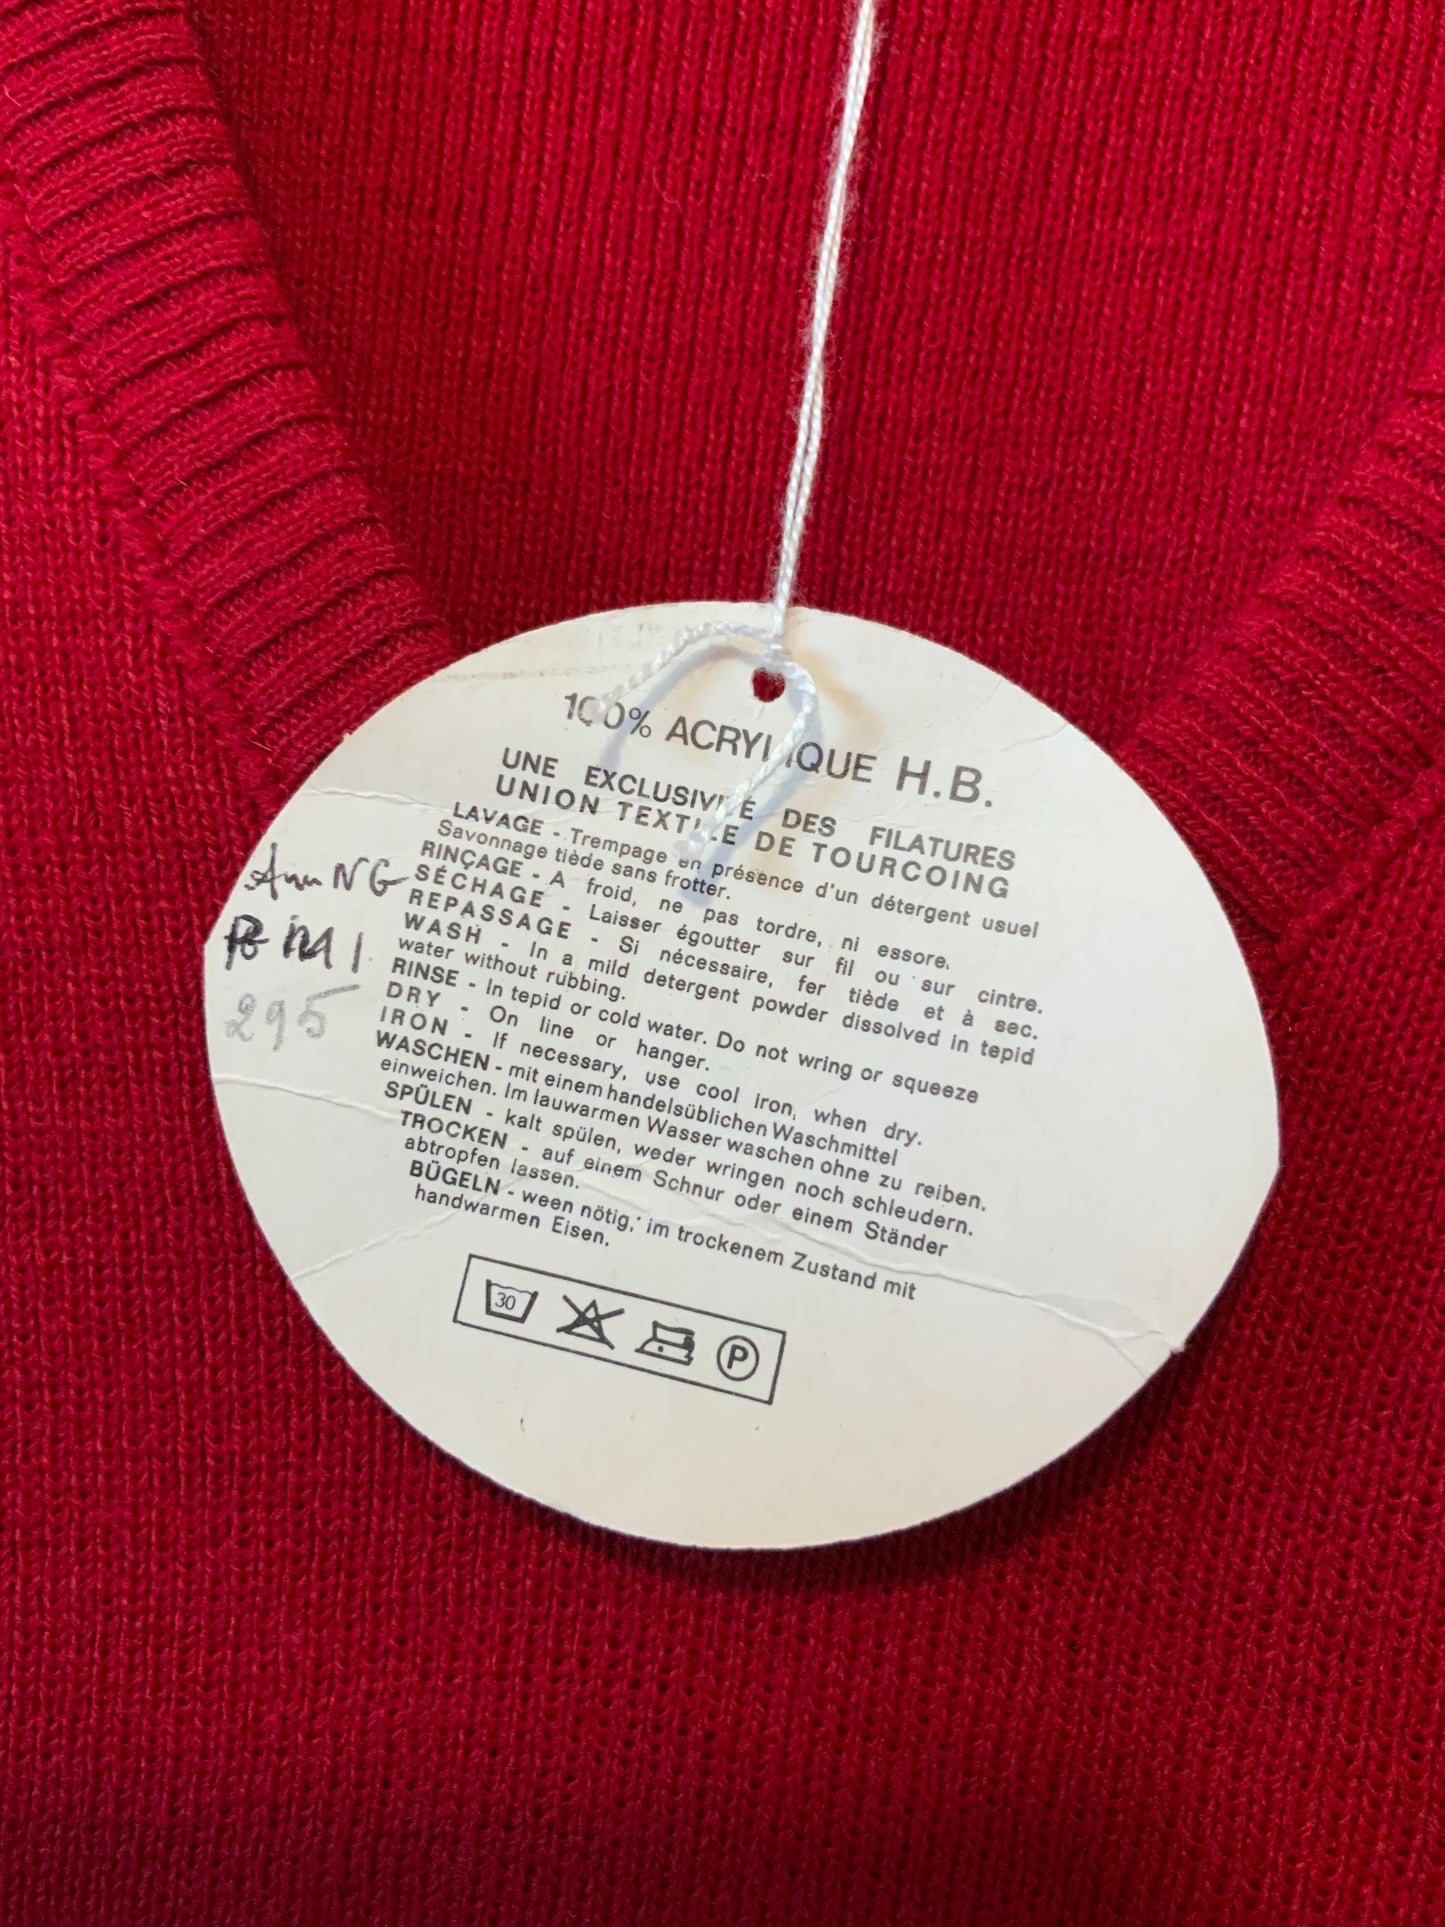 100% ACRYLIQUE H.B.
UNE EXCLUSIVITÉ DES FILATURES
UNION TEXTILE DE TOURCOING
LAVAGE - Trempage en présence d'un détergent usuel
Savonnage tiède sans frotter.
RINÇAGE - A froid, ne pas tordre, ni essore.
SÉCHAGE - Laisser égoutter sur fil ou sur cintre.
REPASSAGE - Si nécessaire, fer tiède et à sec.
WASH - In a mild detergent powder dissolved in tepid
water without rubbing.
RINSE - In tepid or cold water. Do not wring or squeeze
DRY - On line or hanger.
IRON - If necessary, use cool iron, when dry.
WASCHEN - mit einem handelsüblichen Waschmittel
einweichen. Im lauwarmen Wasser waschen ohne zu reiben.
SPÜLEN - kalt spülen, weder wringen noch schleudern.
TROCKEN - auf einem Schnur oder einem Ständer
abtropfen lassen.
BÜGELN - ween nötig, im trockenem Zustand mit
handwarmen Eisen.
30 P
295